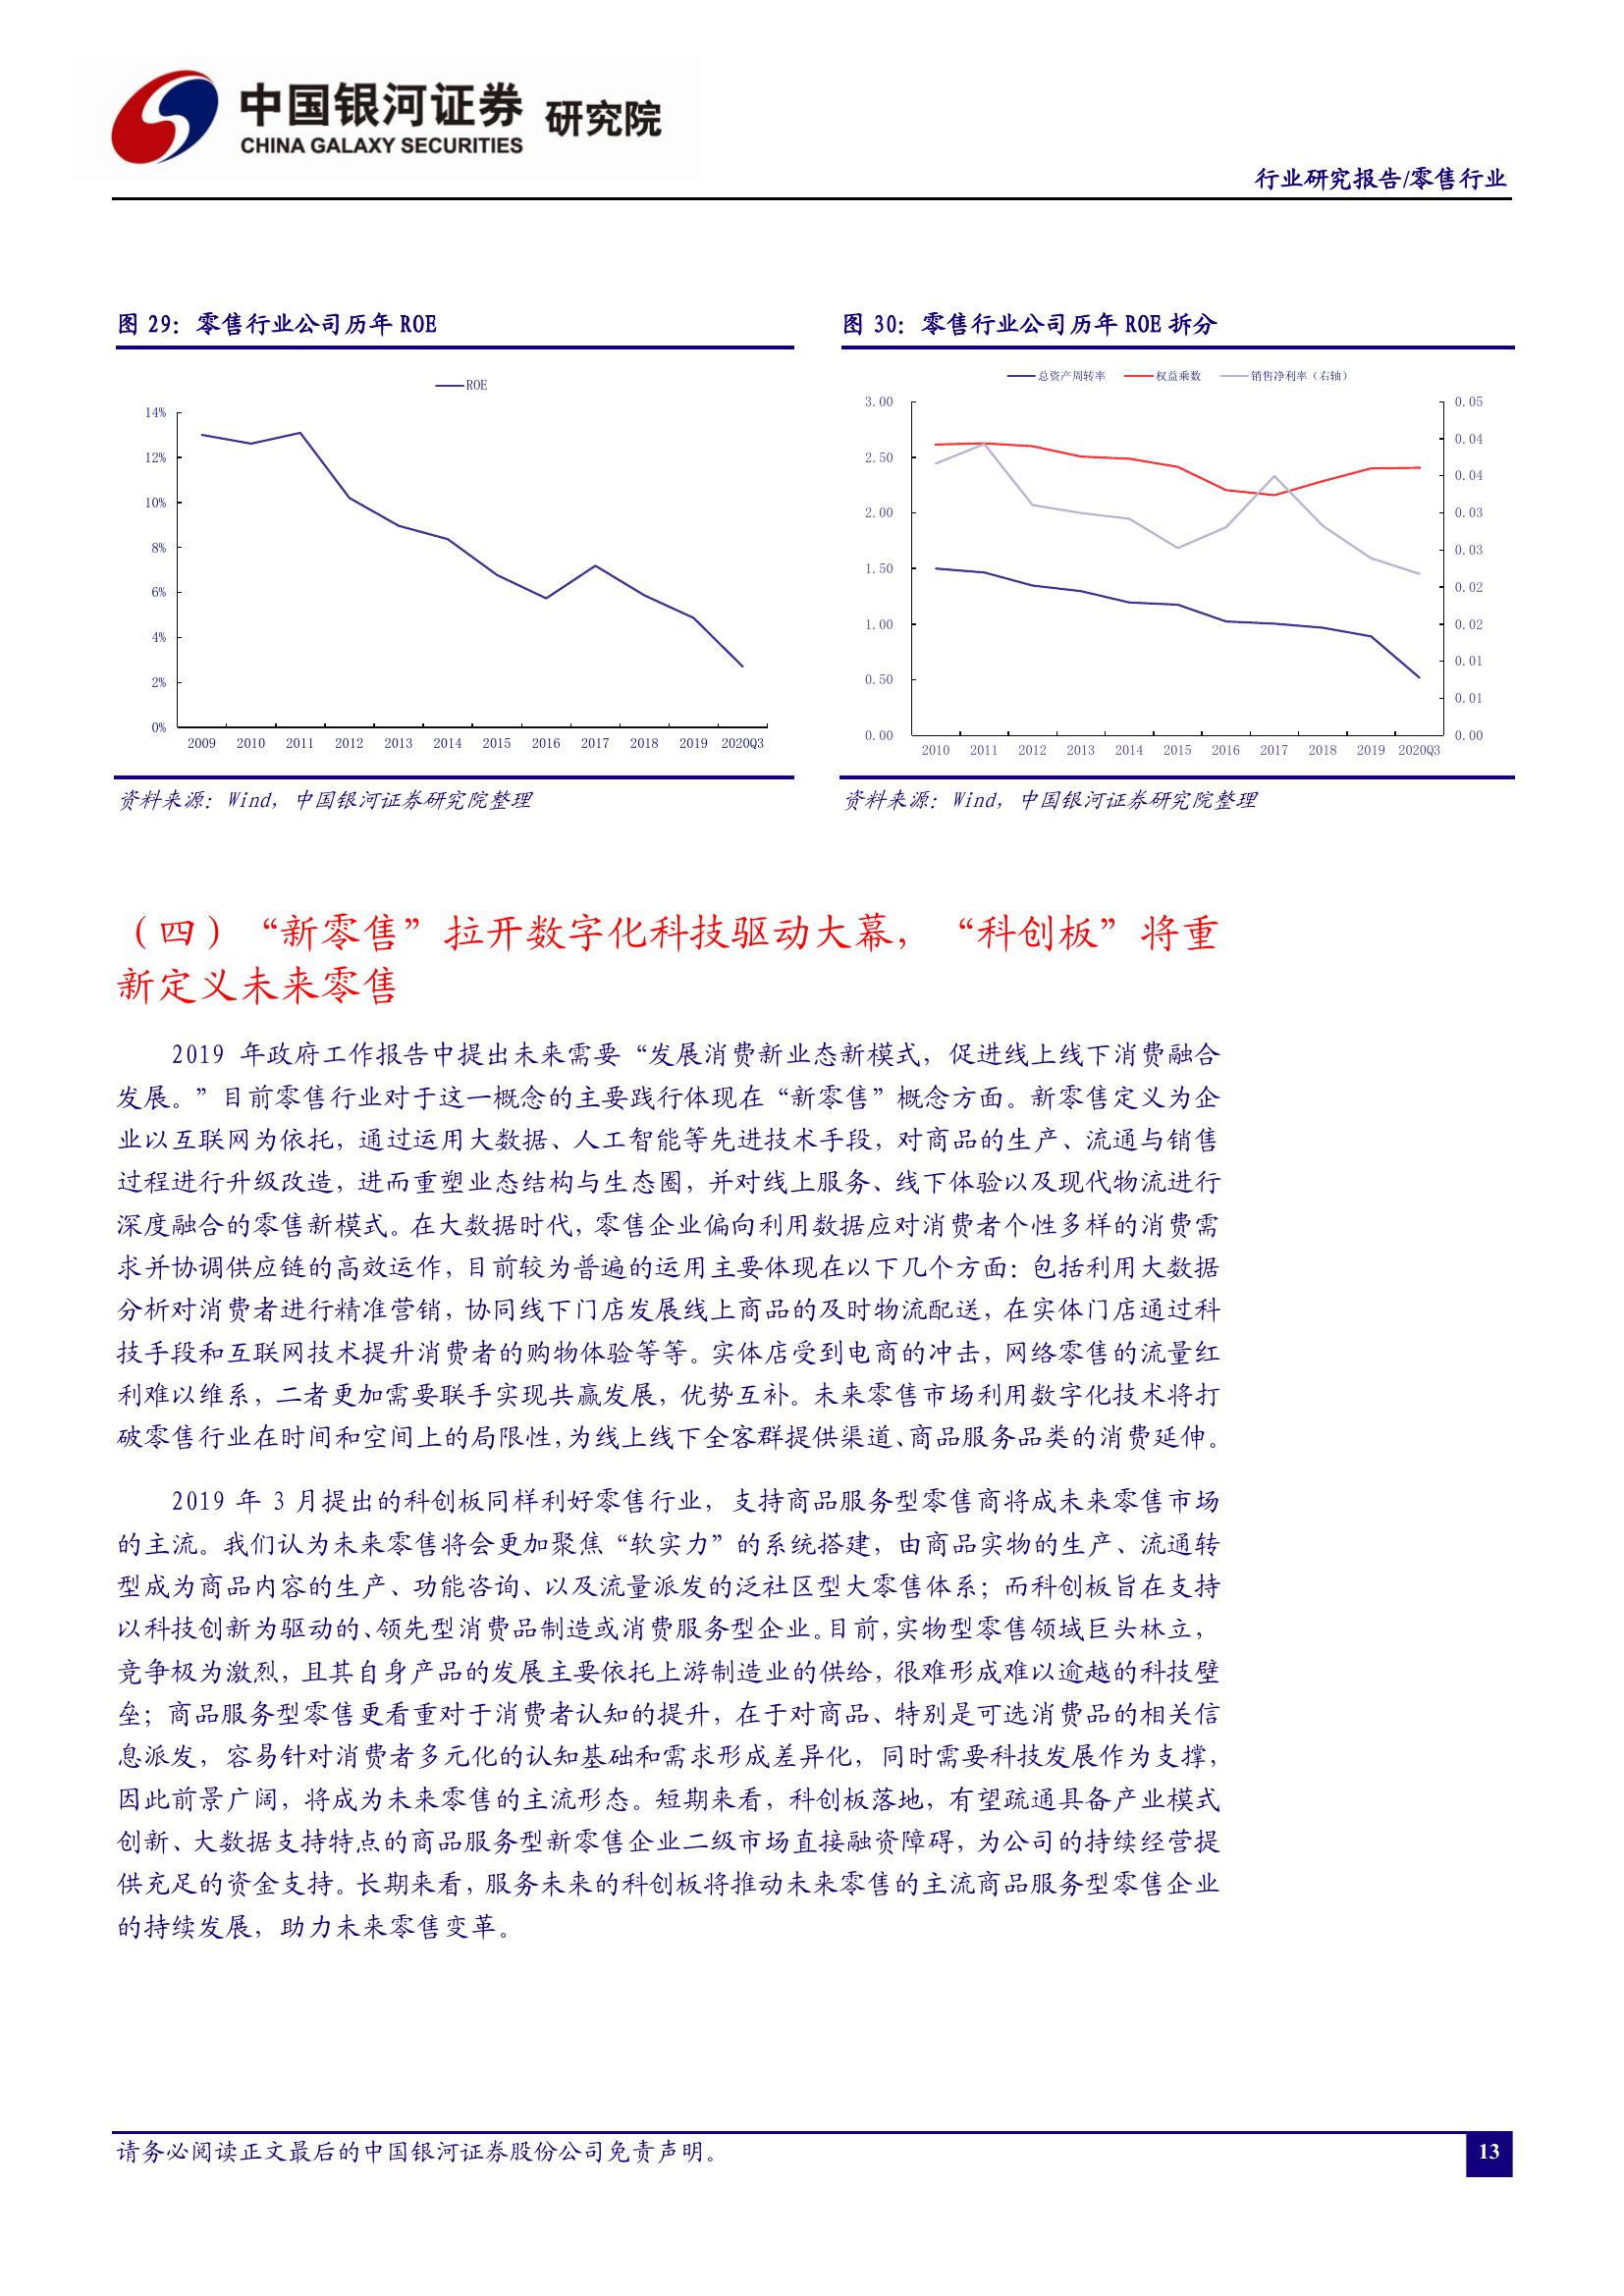 中国银河证券 研究院
CHINA GALAXY SECURITIES
行业研究报告/零售行业
图 29：零售行业公司历年 ROE
ROE
14%
12%
10%
8%
6%
4%
2%
0%
2009 2010 2011 2012 2013 2014 2015 2016 2017 2018 2019 2020Q3
资料来源：Wind，中国银河证券研究院整理
图 30：零售行业公司历年 ROE 拆分
总资产周转率 权益乘数 销售净利率（右轴）
3.00
2.50
2.00
1.50
1.00
0.50
0.00
0.05
0.04
0.04
0.03
0.03
0.02
0.02
0.01
0.01
0.00
2010 2011 2012 2013 2014 2015 2016 2017 2018 2019 2020Q3
资料来源：Wind，中国银河证券研究院整理
（四）“新零售”拉开数字化科技驱动大幕，“科创板”将重
新定义未来零售
2019 年政府工作报告中提出未来需要“发展消费新业态新模式，促进线上线下消费融合
发展。”目前零售行业对于这一概念的主要践行体现在“新零售”概念方面。新零售定义为企
业以互联网为依托，通过运用大数据、人工智能等先进技术手段，对商品的生产、流通与销售
过程进行升级改造，进而重塑业态结构与生态圈，并对线上服务、线下体验以及现代物流进行
深度融合的零售新模式。在大数据时代，零售企业偏向利用数据应对消费者个性多样的消费需
求并协调供应链的高效运作，目前较为普遍的运用主要体现在以下几个方面：包括利用大数据
分析对消费者进行精准营销，协同线下门店发展线上商品的及时物流配送，在实体门店通过科
技手段和互联网技术提升消费者的购物体验等等。实体店受到电商的冲击，网络零售的流量红
利难以维系，二者更加需要联手实现共赢发展，优势互补。未来零售市场利用数字化技术将打
破零售行业在时间和空间上的局限性，为线上线下全客群提供渠道、商品服务品类的消费延伸。
2019 年 3 月提出的科创板同样利好零售行业，支持商品服务型零售商将成未来零售市场
的主流。我们认为未来零售将会更加聚焦“软实力”的系统搭建，由商品实物的生产、流通转
型成为商品内容的生产、功能咨询、以及流量派发的泛社区型大零售体系；而科创板旨在支持
以科技创新为驱动的、领先型消费品制造或消费服务型企业。目前，实物型零售领域巨头林立，
竞争极为激烈，且其自身产品的发展主要依托上游制造业的供给，很难形成难以逾越的科技壁
垒；商品服务型零售更看重对于消费者认知的提升，在于对商品、特别是可选消费品的相关信
息派发，容易针对消费者多元化的认知基础和需求形成差异化，同时需要科技发展作为支撑，
因此前景广阔，将成为未来零售的主流形态。短期来看，科创板落地，有望疏通具备产业模式
创新、大数据支持特点的商品服务型新零售企业二级市场直接融资障碍，为公司的持续经营提
供充足的资金支持。长期来看，服务未来的科创板将推动未来零售的主流商品服务型零售企业
的持续发展，助力未来零售变革。
请务必阅读正文最后的中国银河证券股份公司免责声明。
13